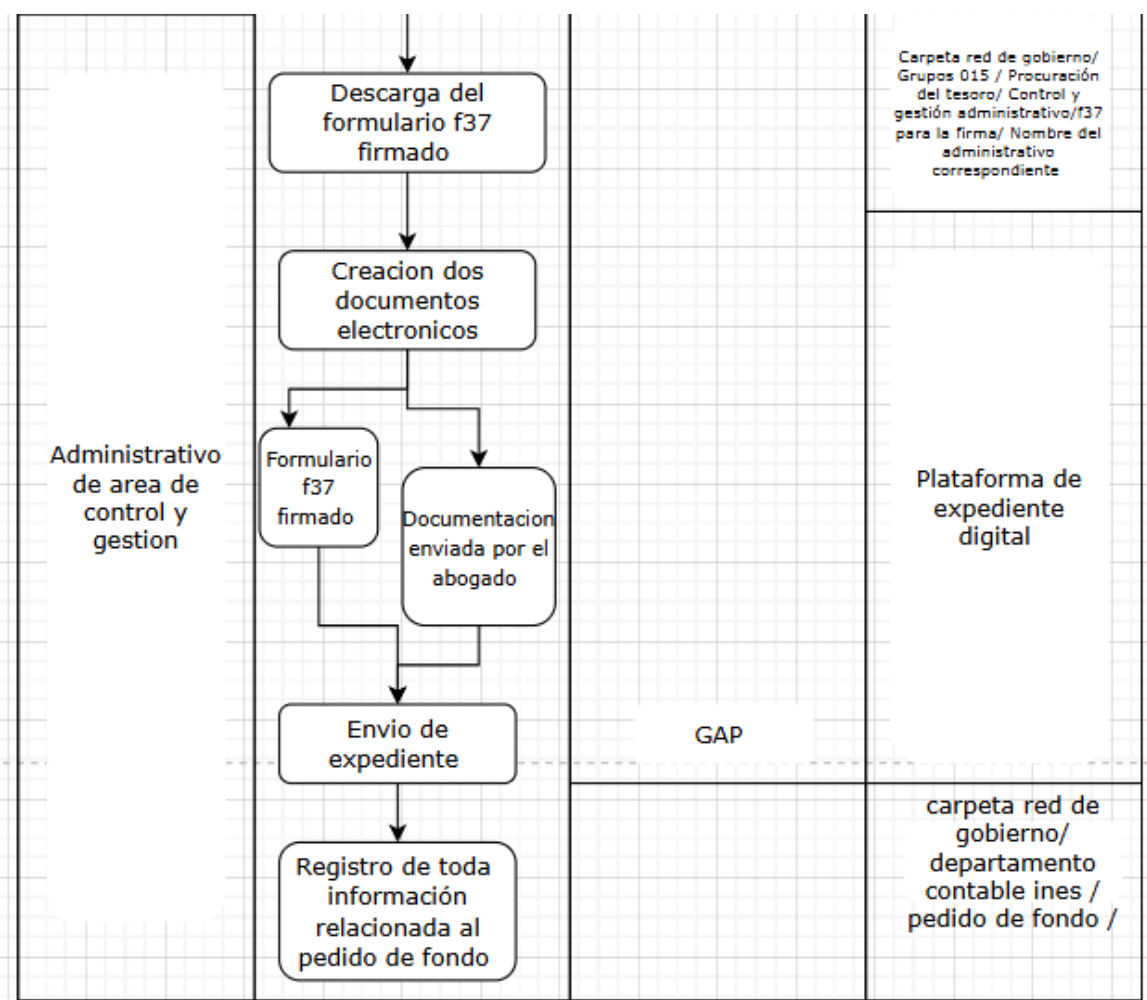 Carpeta red de gobierno/
Grupos 015 / Procuración
del tesoro/ Control y
gestión administrativo/f37
para la firma/ Nombre del
administrativo
correspondiente
Descarga del
formulario f37
firmado
Creacion dos
documentos
electronicos
Administrativo
de area de
control y
gestion
Formulario
f37
firmado
Documentacion
enviada por el
abogado
Plataforma de
expediente
digital
Envio de
expediente
GAP
Registro de toda
información
relacionada al
pedido de fondo
carpeta red de
gobierno/
departamento
contable ines /
pedido de fondo /